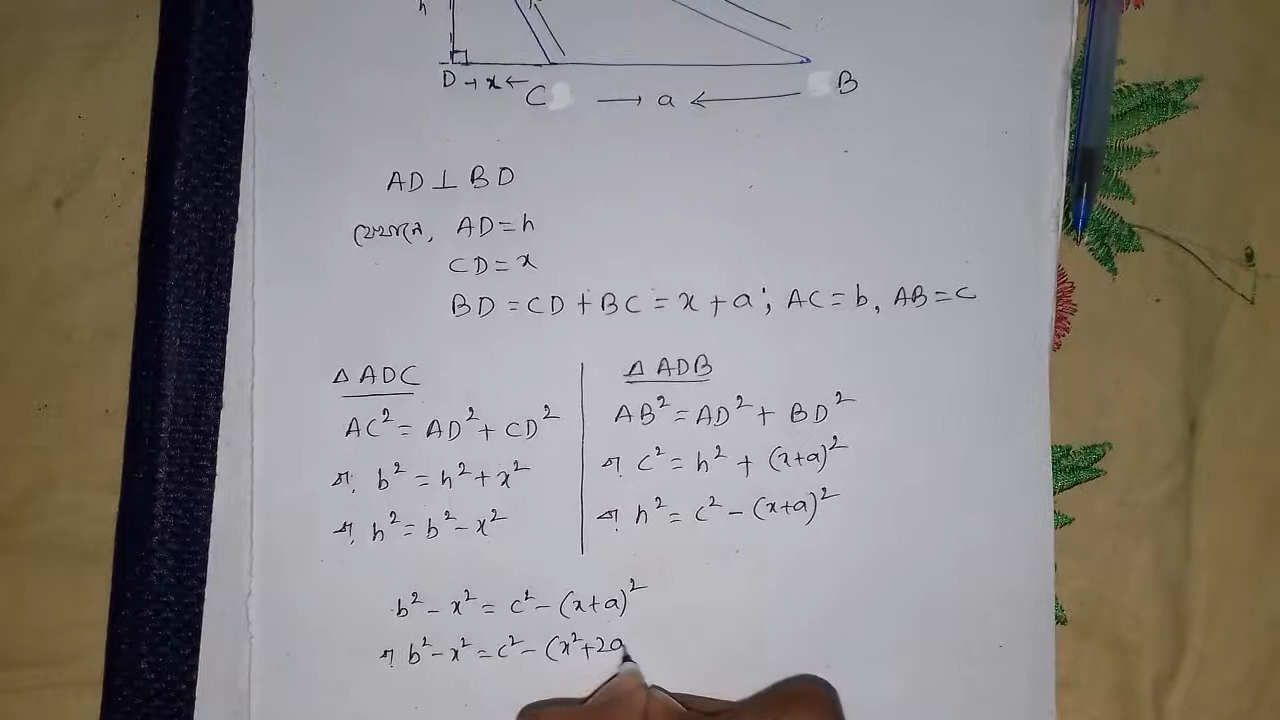 h
D → x ←
C → a ← B
AD ⊥ BD
যেখানে, AD = h
CD = x
BD = CD + BC = x + a ; AC = b, AB = c
Δ ADC
AC² = AD² + CD²
বা, b² = h² + x²
বা, h² = b² - x²
Δ ADB
AB² = AD² + BD²
বা, c² = h² + (x+a)²
বা, h² = c² - (x+a)²
b² - x² = c² - (x+a)²
বা, b² - x² = c² - (x² + 2a